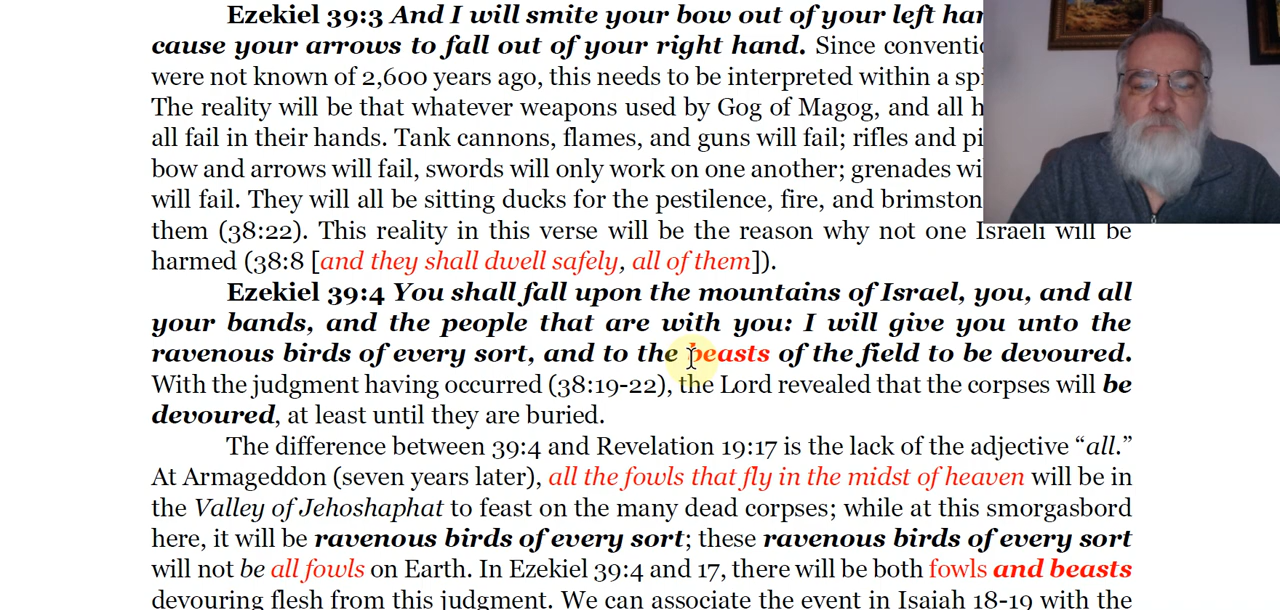 Ezekiel 39:3 And I will smite your bow out of your left
cause your arrows to fall out of your right hand. Since
were not known of 2,600 years ago, this needs to be interpreted within a
The reality will be that whatever weapons used by Gog of Magog, and all
all fail in their hands. Tank cannons, flames, and guns will fail; rifles and
bow and arrows will fail, swords will only work on one another; grenades
will fail. They will all be sitting ducks for the pestilence, fire, and
them (38:22). This reality in this verse will be the reason why not one Israeli will be
harmed (38:8 [and they shall dwell safely, all of them]).
Ezekiel 39:4 You shall fall upon the mountains of Israel, you, and all
your bands, and the people that are with you: I will give you unto the
ravenous birds of every sort, and to the beasts of the field to be devoured.
With the judgment having occurred (38:19-22), the Lord revealed that the corpses will be
devoured, at least until they are buried.
The difference between 39:4 and Revelation 19:17 is the lack of the adjective “all.”
At Armageddon (seven years later), all the fowls that fly in the midst of heaven will be in
the Valley of Jehoshaphat to feast on the many dead corpses; while at this smorgasbord
here, it will be ravenous birds of every sort; these ravenous birds of every sort
will not be all fowls on Earth. In Ezekiel 39:4 and 17, there will be both fowls and beasts
devouring flesh from this judgment. We can associate the event in Isaiah 18-19 with the